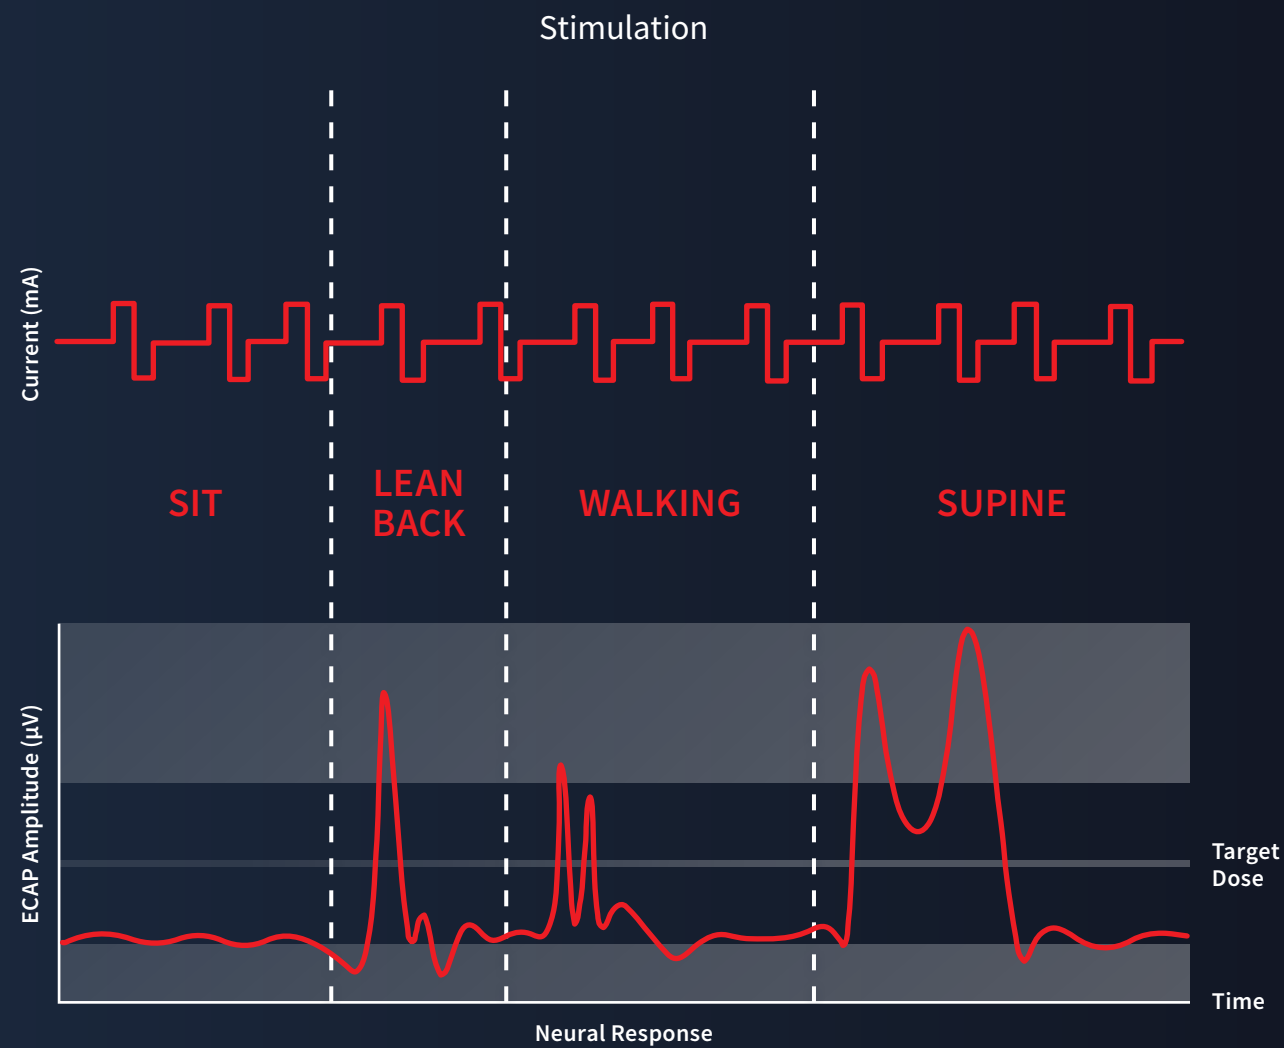 Stimulation
Current (mA)
SIT
LEAN
BACK
WALKING
SUPINE
ECAP Amplitude (µV)
Target
Dose
Time
Neural Response